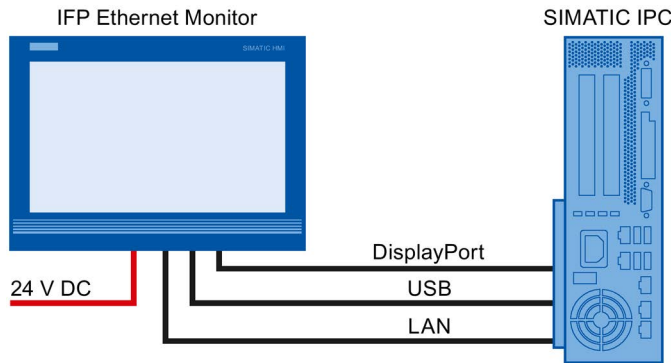 IFP Ethernet Monitor
SIMATIC IPC
SIMATIC HMI
DisplayPort
24 V DC
USB
LAN